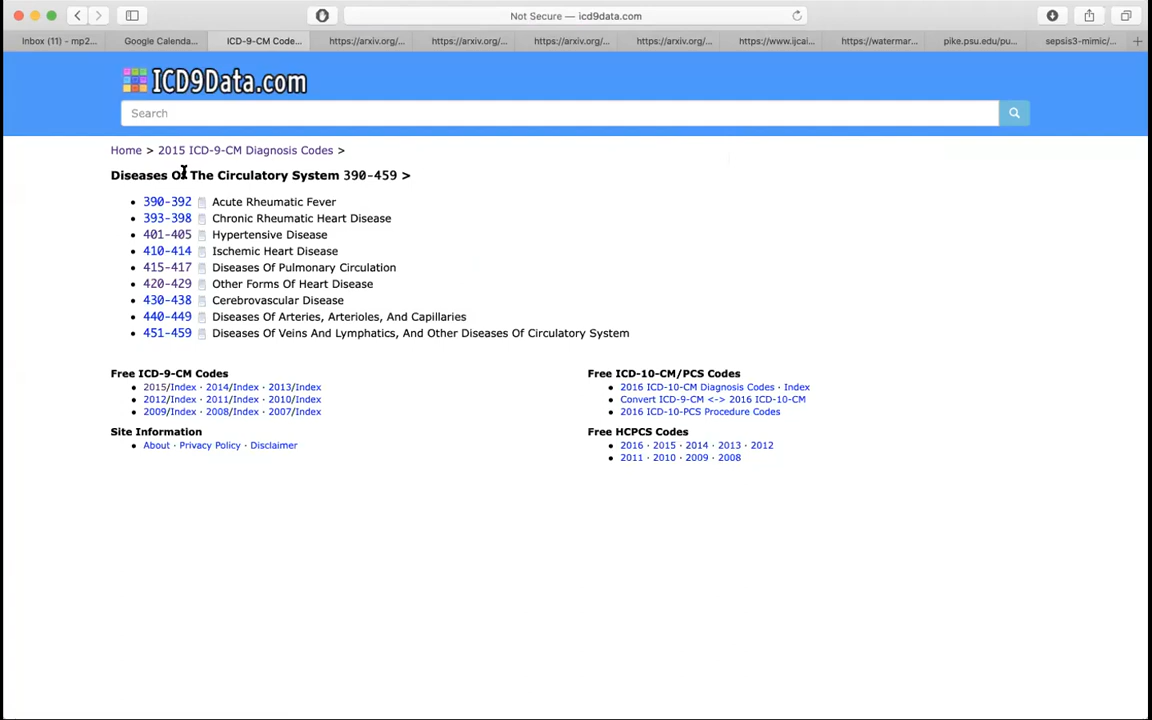 Not Secure — icd9data.com
Inbox (11) - mp2... Google Calenda... ICD-9-CM Code... https://arxiv.org/... https://arxiv.org/... https://arxiv.org/... https://arxiv.org/... https://www.ijcai... https://watermar... pike.psu.edu/pu... sepsis3-mimic/...
ICD9Data.com
Search
Home > 2015 ICD-9-CM Diagnosis Codes >
Diseases Of The Circulatory System 390-459 >
390-392 Acute Rheumatic Fever
393-398 Chronic Rheumatic Heart Disease
401-405 Hypertensive Disease
410-414 Ischemic Heart Disease
415-417 Diseases Of Pulmonary Circulation
420-429 Other Forms Of Heart Disease
430-438 Cerebrovascular Disease
440-449 Diseases Of Arteries, Arterioles, And Capillaries
451-459 Diseases Of Veins And Lymphatics, And Other Diseases Of Circulatory System
Free ICD-9-CM Codes
2015/Index · 2014/Index · 2013/Index
2012/Index · 2011/Index · 2010/Index
2009/Index · 2008/Index · 2007/Index
Site Information
About · Privacy Policy · Disclaimer
Free ICD-10-CM/PCS Codes
2016 ICD-10-CM Diagnosis Codes · Index
Convert ICD-9-CM <-> 2016 ICD-10-CM
2016 ICD-10-PCS Procedure Codes
Free HCPCS Codes
2016 · 2015 · 2014 · 2013 · 2012
2011 · 2010 · 2009 · 2008